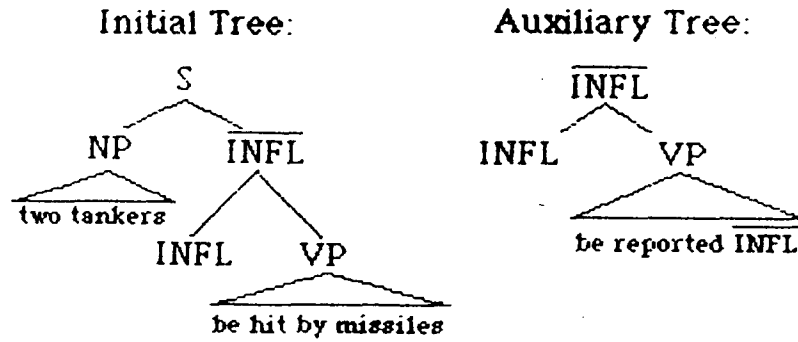 Initial Tree: Auxiliary Tree:
S
INFL
NP INFL
INFL VP
two tankers
INFL VP
be reported INFL
be hit by missiles